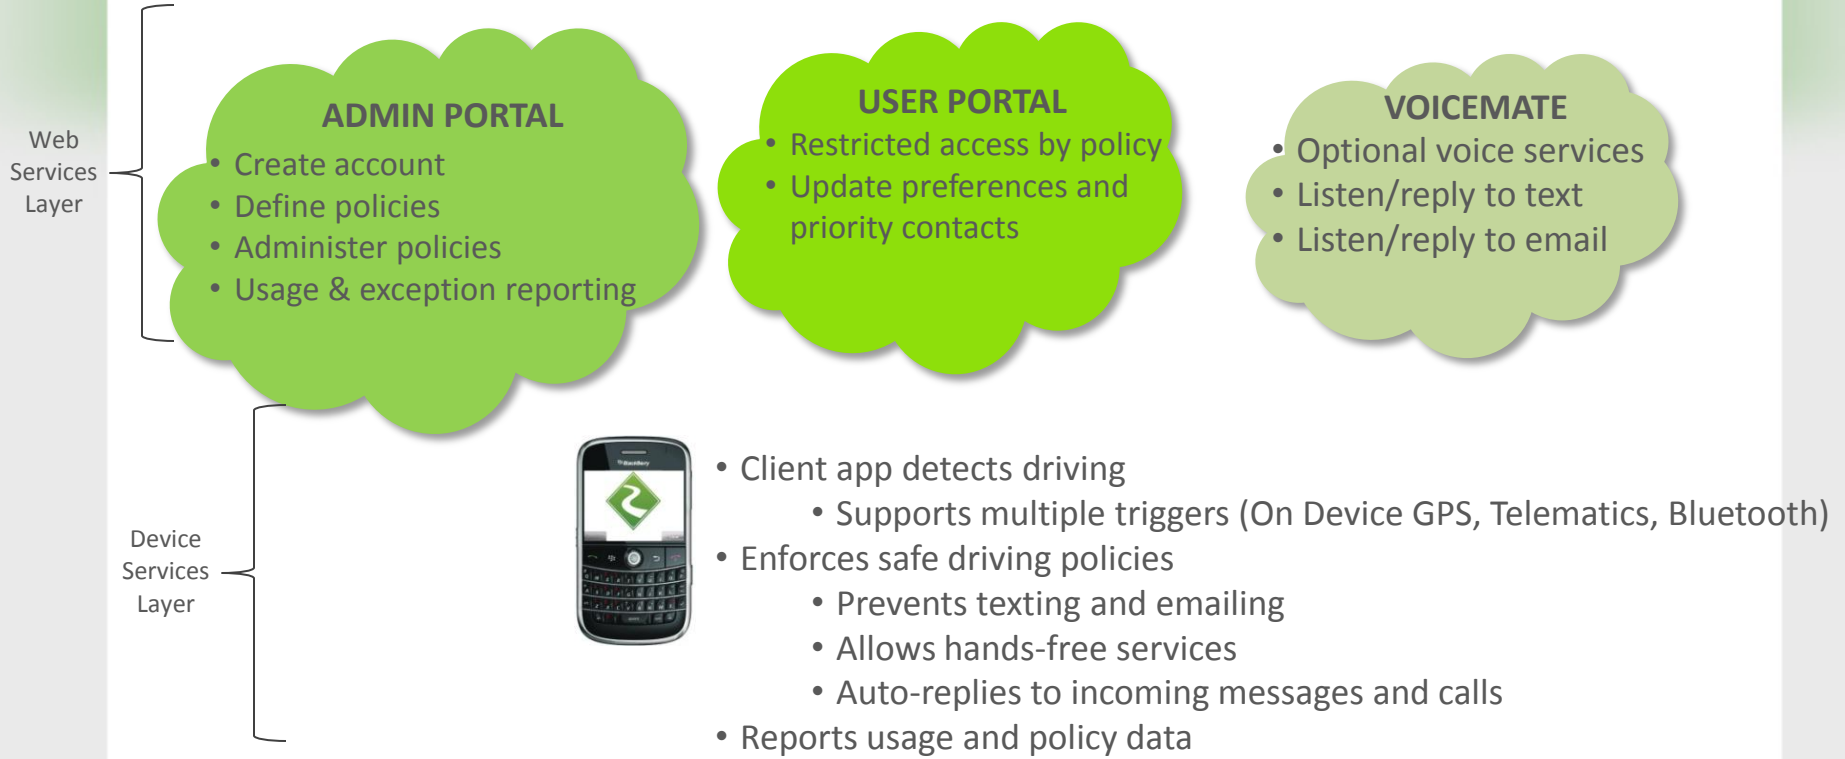 Web
Services
Layer
ADMIN PORTAL
• Create account
• Define policies
• Administer policies
• Usage & exception reporting
USER PORTAL
• Restricted access by policy
• Update preferences and
priority contacts
VOICEMATE
• Optional voice services
• Listen/reply to text
• Listen/reply to email
Device
Services
Layer
BlackBerry
• Client app detects driving
• Supports multiple triggers (On Device GPS, Telematics, Bluetooth)
• Enforces safe driving policies
• Prevents texting and emailing
• Allows hands-free services
• Auto-replies to incoming messages and calls
• Reports usage and policy data